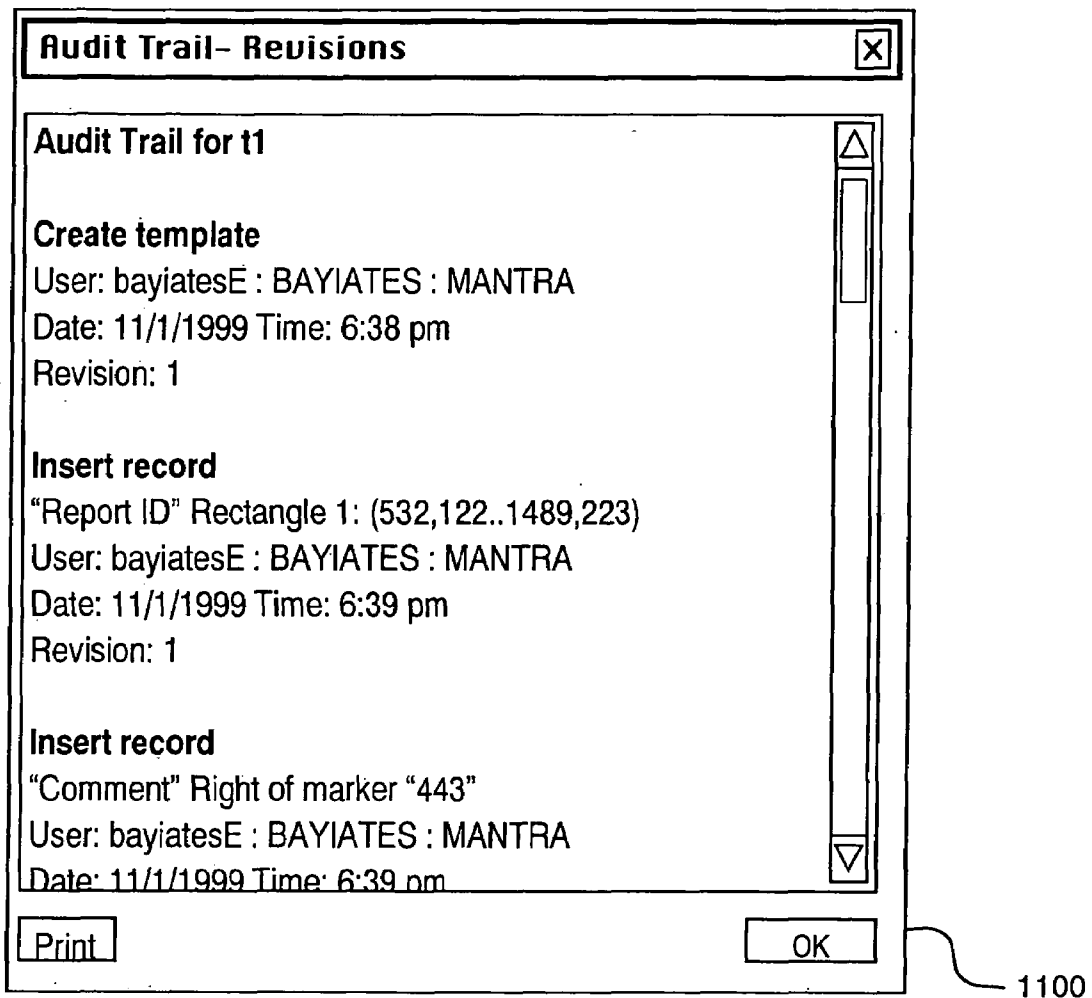 Audit Trail- Revisions
Audit Trail for t1
Create template
User: bayiatesE : BAYIATES : MANTRA
Date: 11/1/1999 Time: 6:38 pm
Revision: 1
Insert record
“Report ID” Rectangle 1: (532,122..1489,223)
User: bayiatesE : BAYIATES : MANTRA
Date: 11/1/1999 Time: 6:39 pm
Revision: 1
Insert record
“Comment” Right of marker “443”
User: bayiatesE : BAYIATES : MANTRA
Date: 11/1/1999 Time: 6:39 pm
Print
OK
1100